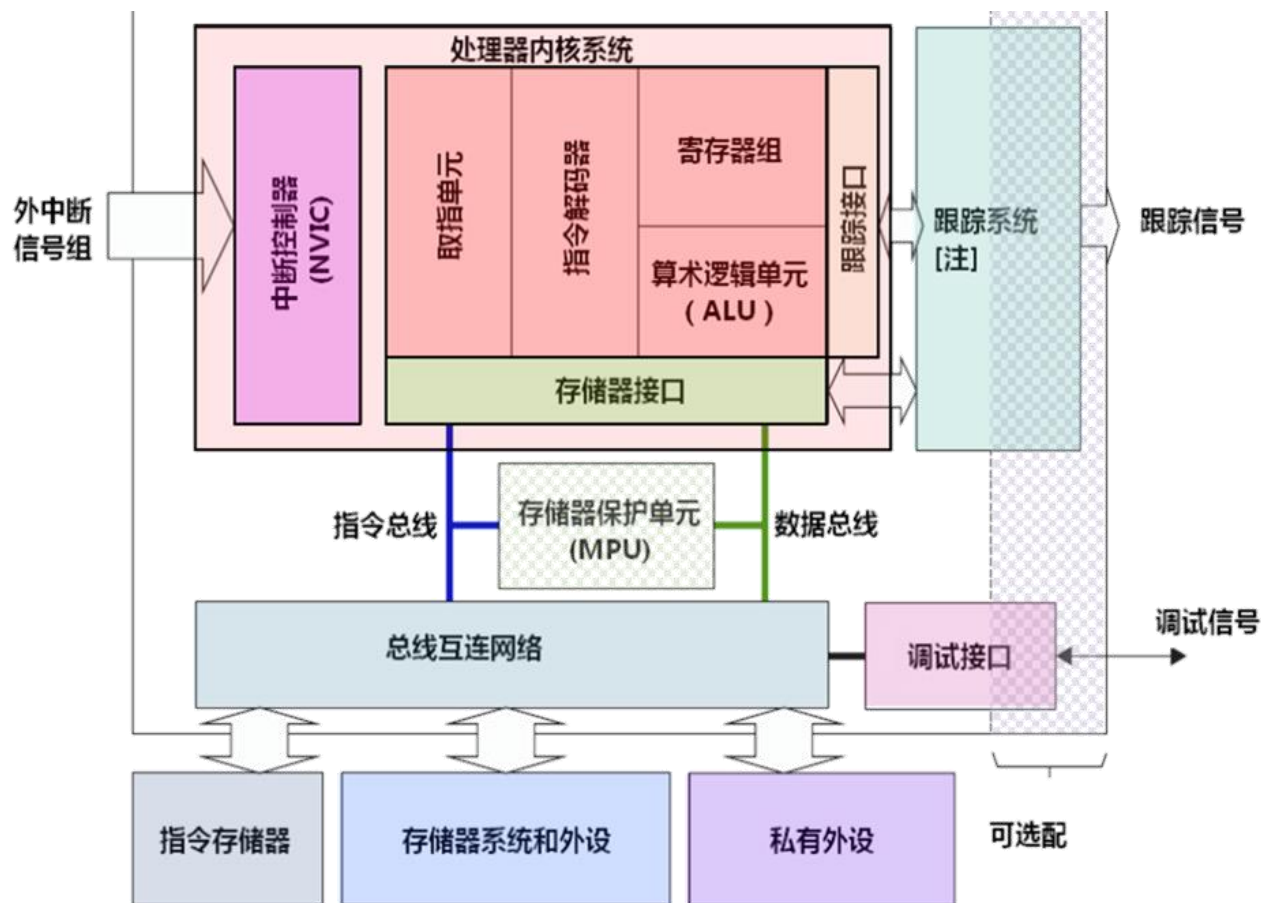 处理器内核系统
外中断
信号组
中断控制器
(NVIC)
取指单元
指令解码器
寄存器组
算术逻辑单元
( ALU )
跟踪接口
跟踪系统
[注]
跟踪信号
存储器接口
指令总线
存储器保护单元
(MPU)
数据总线
总线互连网络
调试接口
调试信号
指令存储器
存储器系统和外设
私有外设
可选配